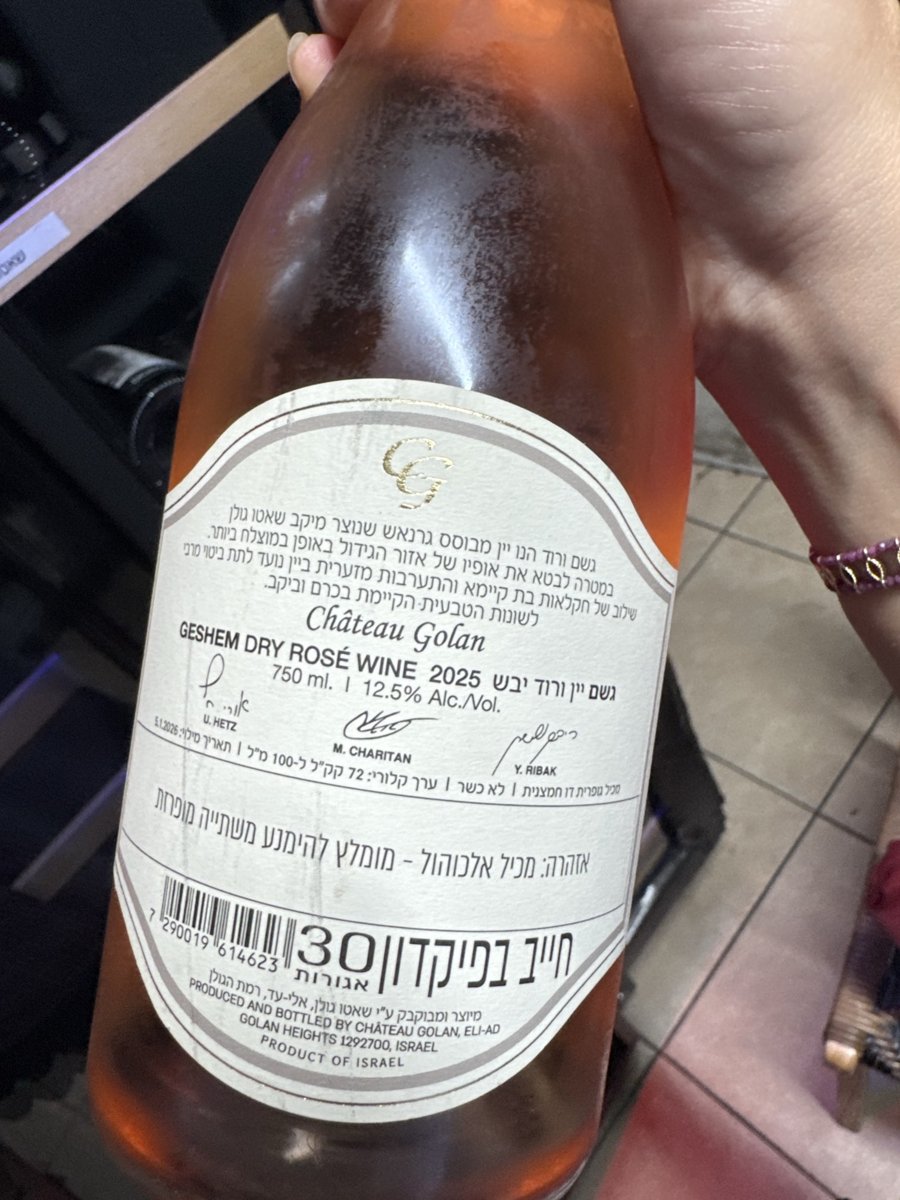 CG
גשם ורוד הנו יין מבוסס גרנאש שנוצר מיקב שאטו גולן
במטרה לבטא את אופיו של אזור הגידול באופן במוצלח ביותר.
שילוב של חקלאות בת קיימא והתערבות מזערית ביין נועד לתת ביטוי מרבי
לשונות הטבעית הקיימת בכרם וביקב.
Château Golan
GESHEM DRY ROSÉ WINE 2025 גשם יין ורוד יבש
750 ml. | 12.5% Alc./Vol.
U. HETZ
M. CHARITAN
Y. RIBAK
מכיל גופרית דו חמצנית | לא כשר | ערך קלורי: 72 קק"ל ל-100 מ"ל | תאריך מילוי: 5.1.2026
אזהרה: מכיל אלכוהול - מומלץ להימנע משתייה מופרזת
חייב בפיקדון 30 אגורות
7 290019 614623
מיוצר ומבוקבק ע"י שאטו גולן, אלי-עד, רמת הגולן
PRODUCED AND BOTTLED BY CHÂTEAU GOLAN, ELI-AD
GOLAN HEIGHTS 1292700, ISRAEL
PRODUCT OF ISRAEL